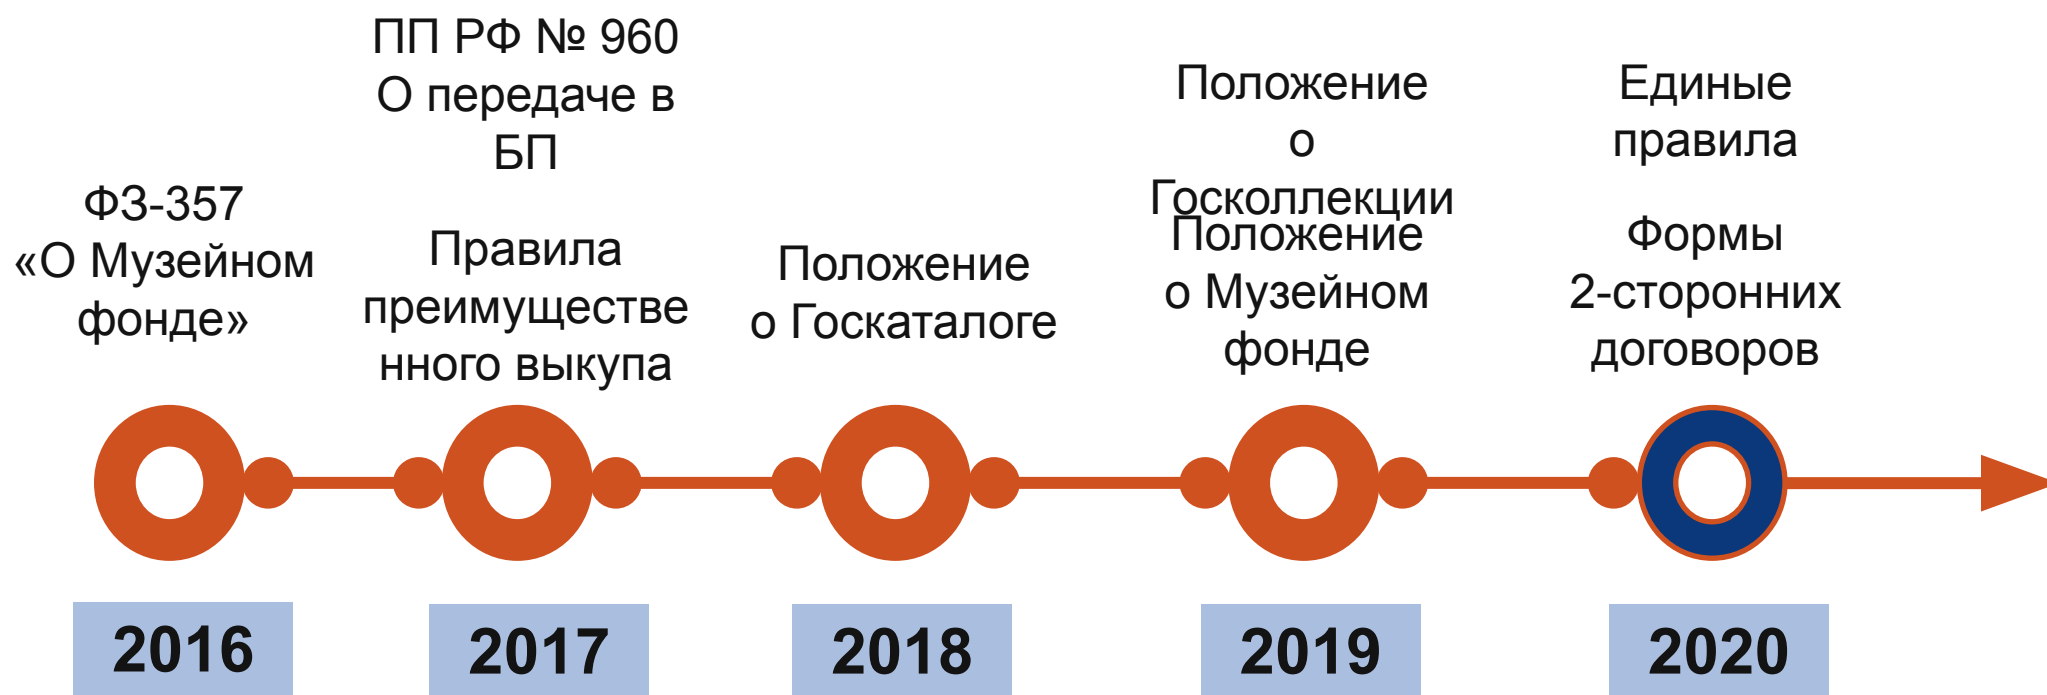 ФЗ-357
«О Музейном
фонде»
ПП РФ № 960
О передаче в
БП
Правила
преимуществе
нного выкупа
Положение
о Госкаталоге
Положение
о
Госколлекции
Положение
о Музейном
фонде
Единые
правила
Формы
2-сторонних
договоров
2016
2017
2018
2019
2020